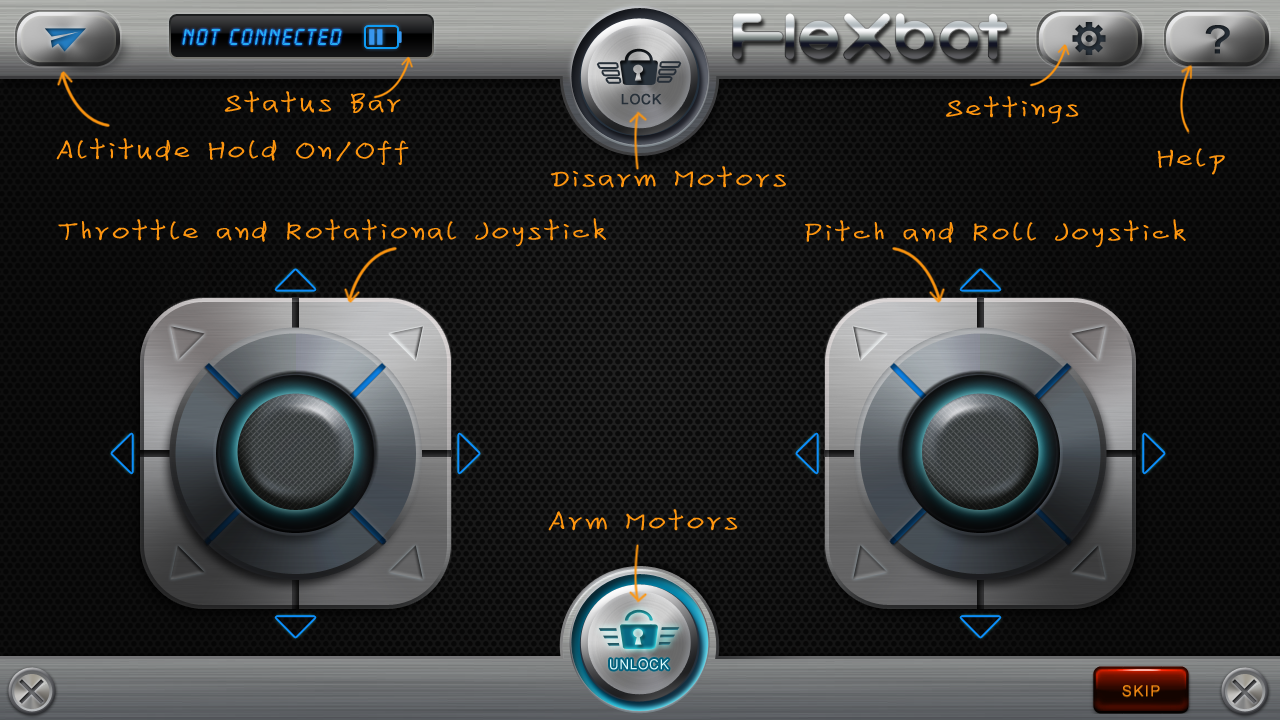 NOT CONNECTED
FleXbot
?
LOCK
Status Bar
Settings
Altitude Hold On/Off
Help
Disarm Motors
Throttle and Rotational Joystick
Pitch and Roll Joystick
Arm Motors
UNLOCK
SKIP